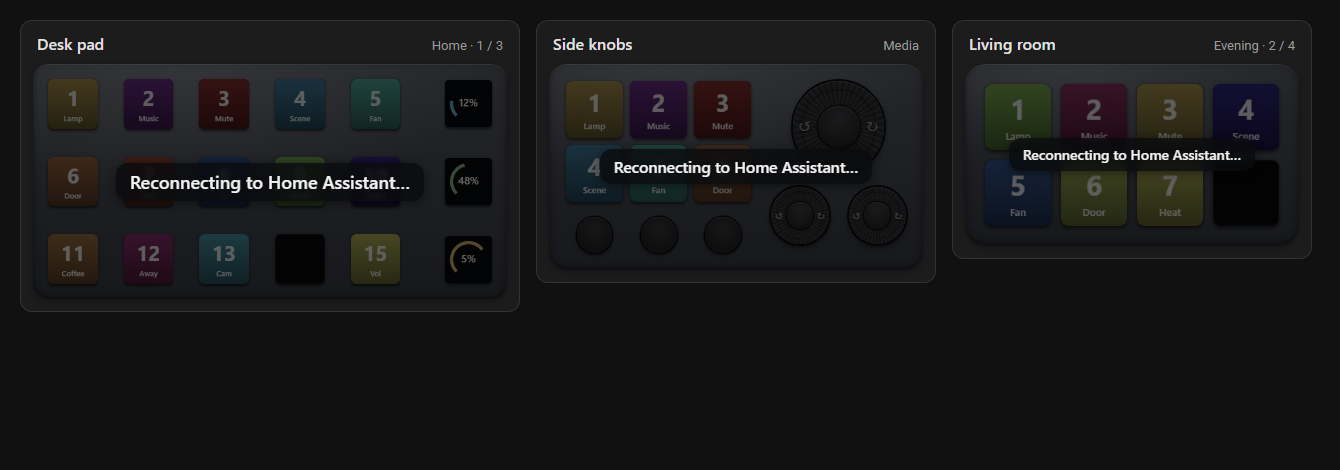 Desk pad
Home · 1 / 3
1
Lamp
2
Music
3
Mute
4
Scene
5
Fan
12%
6
Door
Reconnecting to Home Assistant...
48%
11
Coffee
12
Away
13
Cam
15
Vol
5%
Side knobs
Media
1
Lamp
2
Music
3
Mute
4
Scene
Fan
Door
Reconnecting to Home Assistant...
Living room
Evening · 2 / 4
1
Lamp
2
Music
3
Mute
4
Scene
Reconnecting to Home Assistant...
5
Fan
6
Door
7
Heat